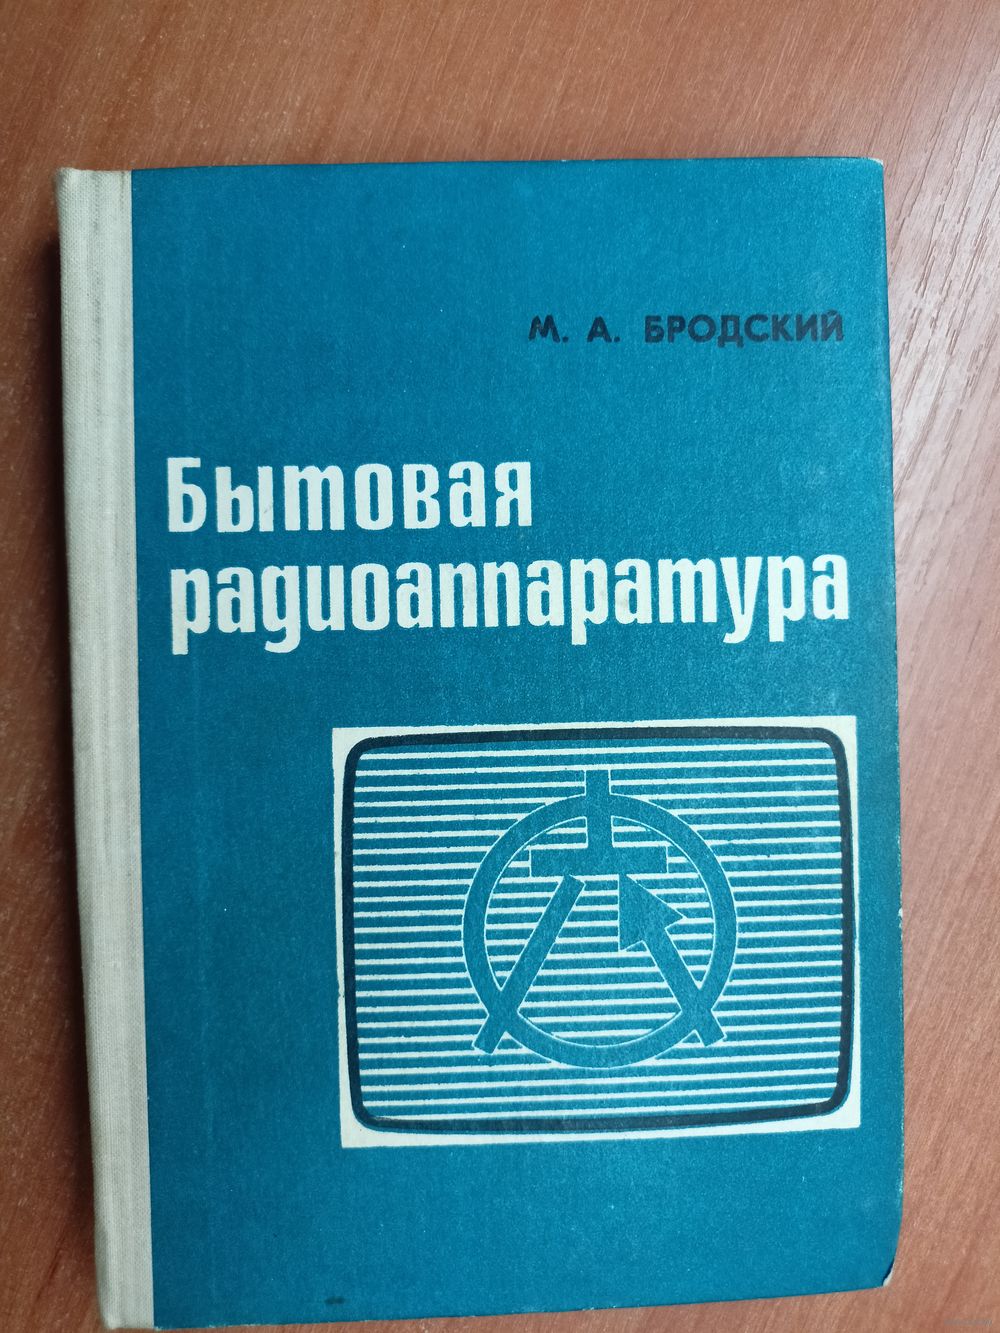 М. А. БРОДСКИЙ
Бытовая
радиоаппаратура